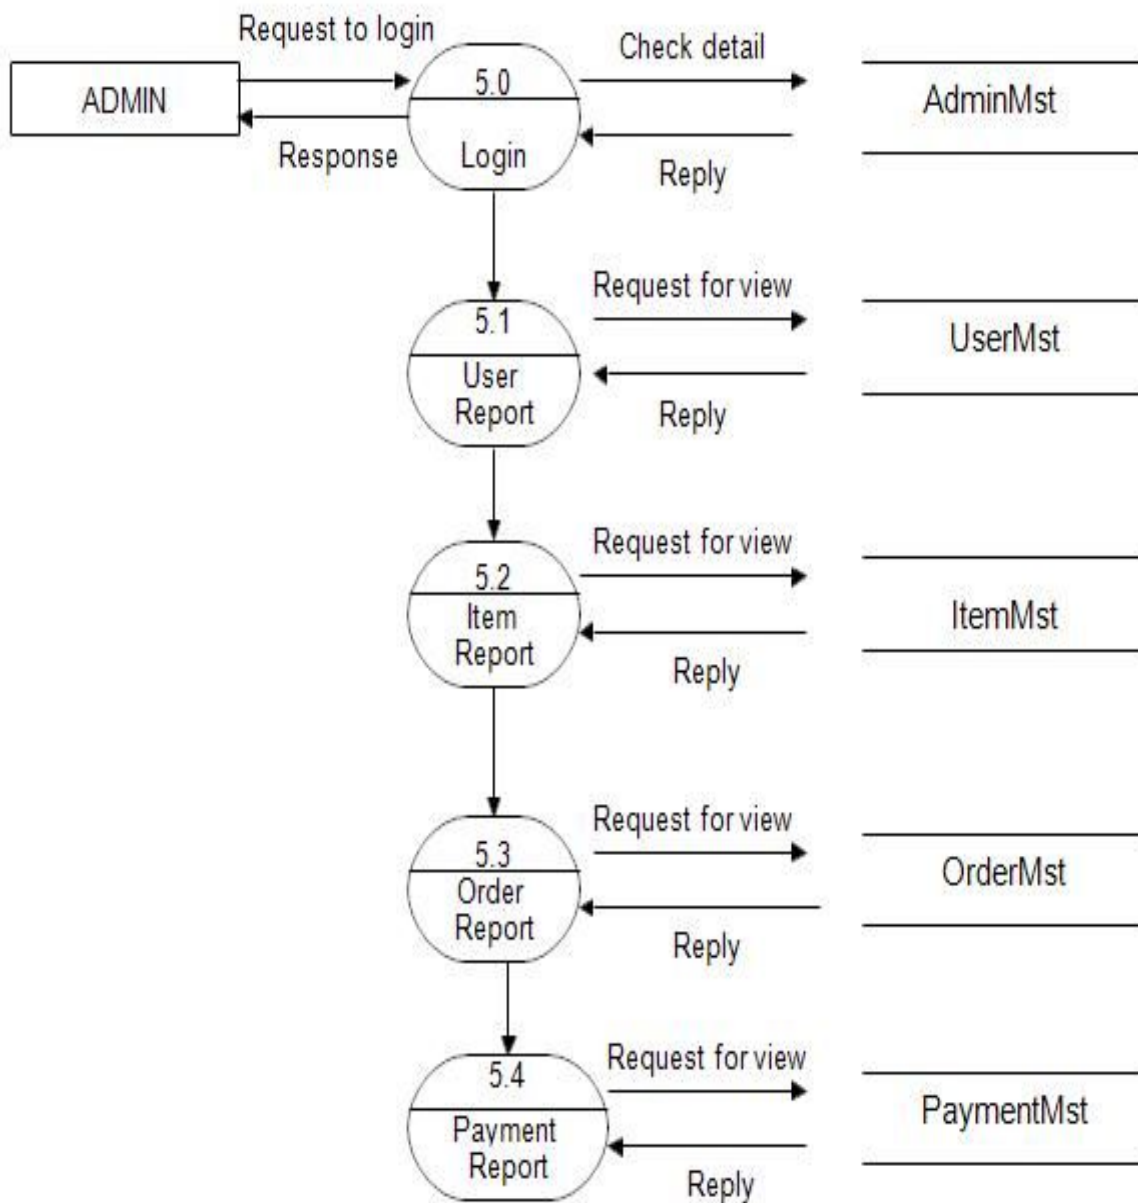 Request to login
Check detail
ADMIN
5.0
AdminMst
Response
Login
Reply
Request for view
5.1
UserMst
User
Report
Reply
Request for view
5.2
Item
ItemMst
Report
Reply
Request for view
5.3
OrderMst
Order
Report
Reply
Request for view
5.4
PaymentMst
Payment
Report
Reply